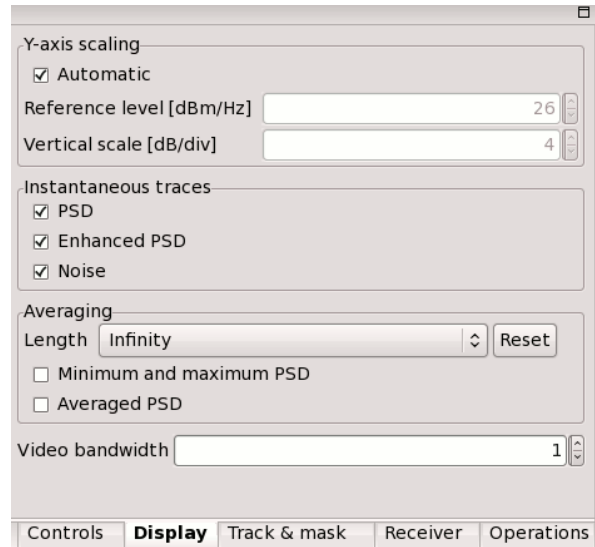 Y-axis scaling
Automatic
Reference level [dBm/Hz] 26
Vertical scale [dB/div] 4
Instantaneous traces
PSD
Enhanced PSD
Noise
Averaging
Length Infinity Reset
Minimum and maximum PSD
Averaged PSD
Video bandwidth 1
Controls Display Track & mask Receiver Operations